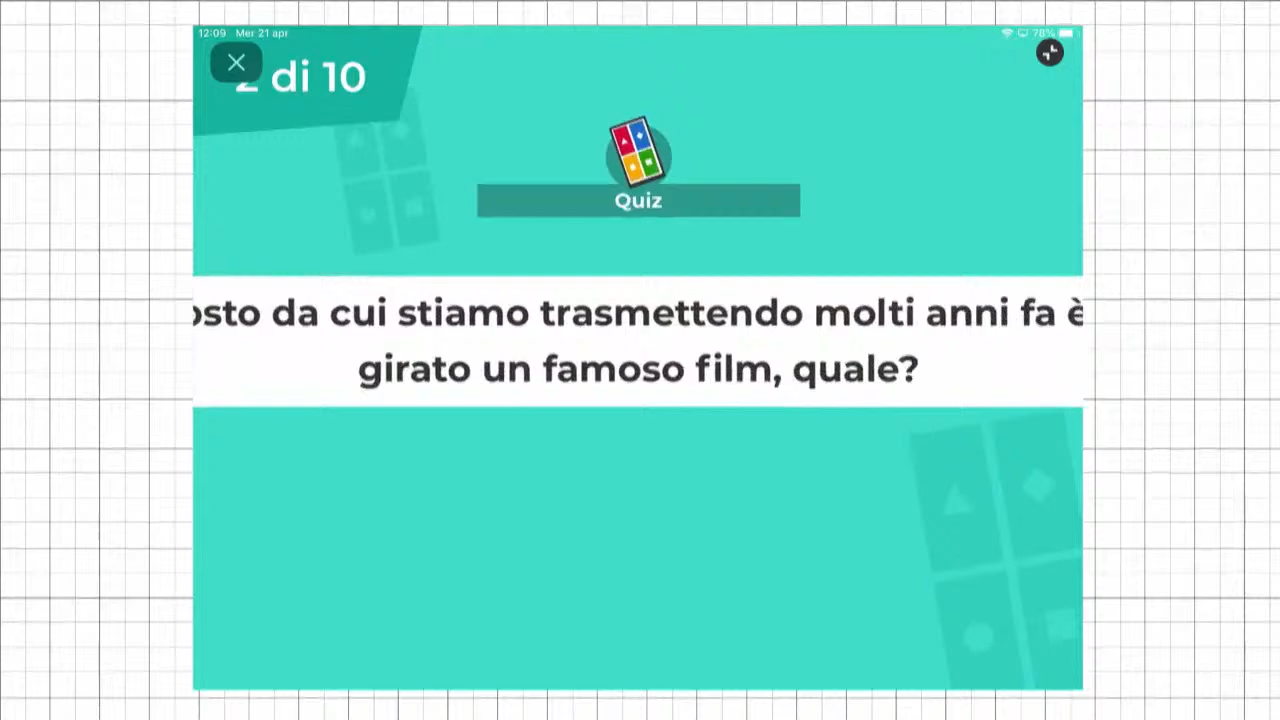 12:09 Mer 21 apr
78%
2 di 10
Quiz
da cui stiamo trasmettendo molti anni fa è
girato un famoso film, quale?